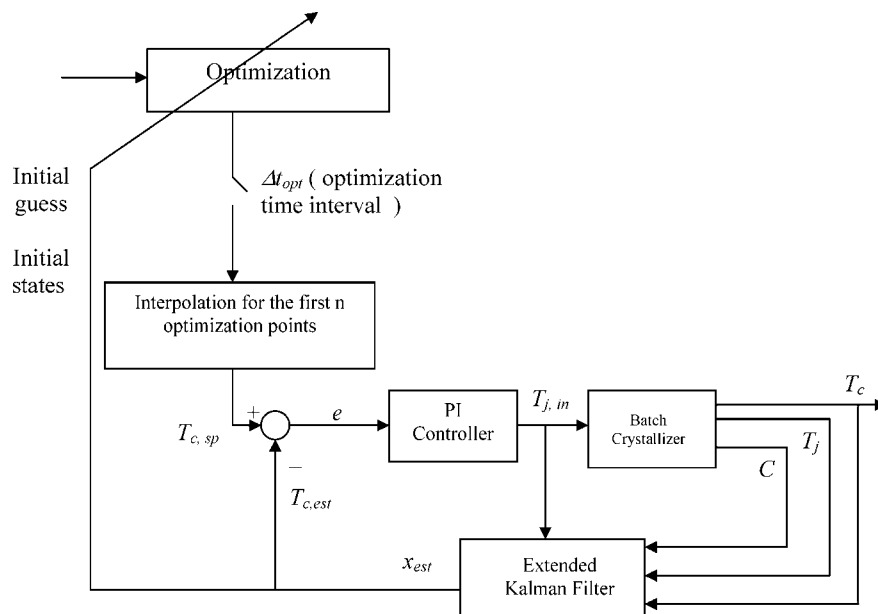 Optimization
Initial
guess
Δt_opt ( optimization
time interval )
Initial
states
Interpolation for the first n
optimization points
T_c, sp
+
−
e
T_c,est
PI
Controller
T_j, in
Batch
Crystallizer
T_c
T_j
C
x_est
Extended
Kalman Filter